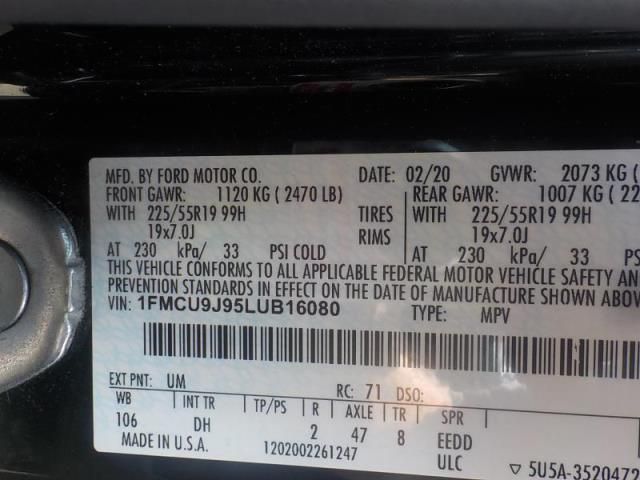 MFD. BY FORD MOTOR CO. DATE: 02/20 GVWR: 2073 KG (
FRONT GAWR: 1120 KG ( 2470 LB) REAR GAWR: 1007 KG ( 22
WITH 225/55R19 99H TIRES WITH 225/55R19 99H
19x7.0J RIMS 19x7.0J
AT 230 kPa/ 33 PSI COLD AT 230 kPa/ 33 PS
THIS VEHICLE CONFORMS TO ALL APPLICABLE FEDERAL MOTOR VEHICLE SAFETY AN
PREVENTION STANDARDS IN EFFECT ON THE DATE OF MANUFACTURE SHOWN ABOVE
VIN: 1FMCU9J95LUB16080 TYPE: MPV
EXT PNT: UM RC: 71 DSO:
WB INT TR TP/PS R AXLE TR SPR
106 DH 2 47 8 EEDD
MADE IN U.S.A. 1202002261247 ULC ▽ 5U5A-3520472